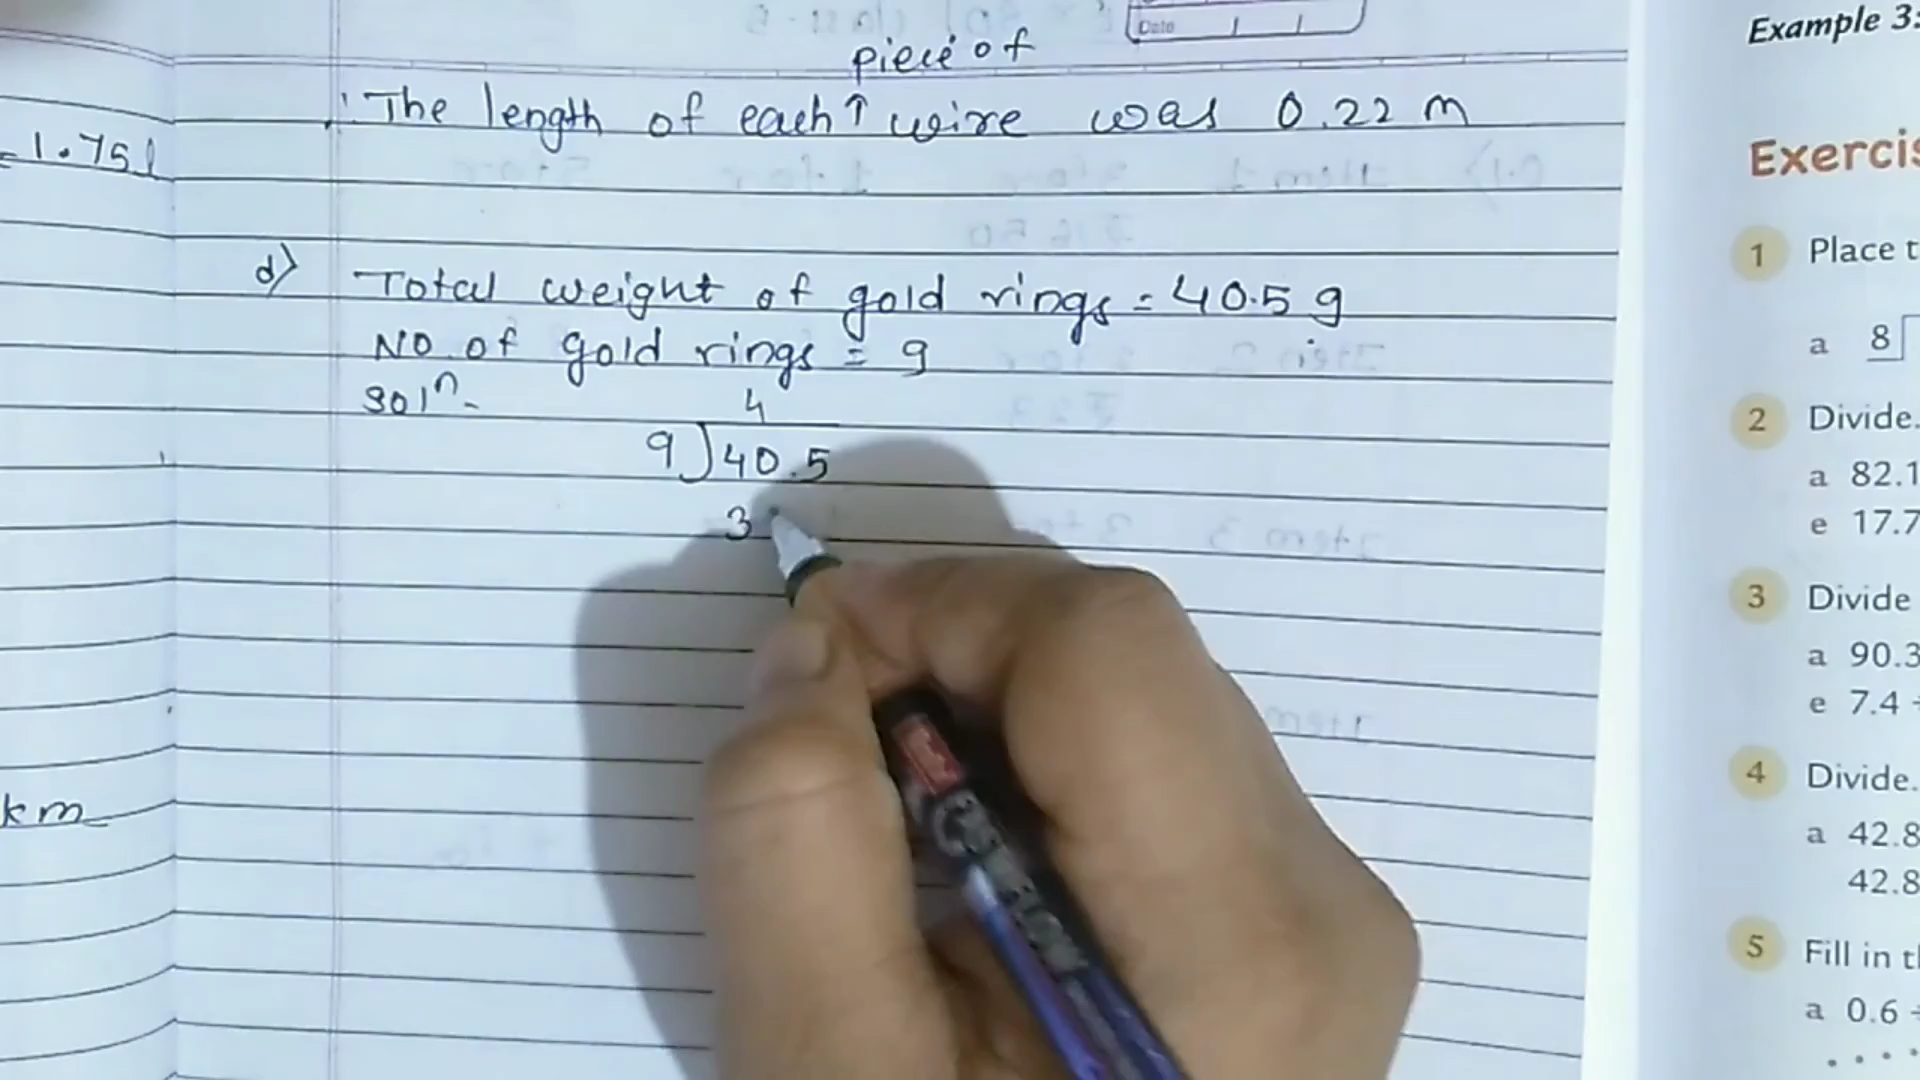 Date
piece of
The length of each ↑ wire was 0.22 m
= 1.75 l
d) Total weight of gold rings = 40.5 g
No. of gold rings = 9
Solⁿ-
4
9)40.5
3
km
Example 3:
Exercis
1 Place t
a 8
2 Divide.
a 82.1
e 17.7
3 Divide
a 90.3
e 7.4 ÷
4 Divide.
a 42.8
42.8
5 Fill in t
a 0.6 ÷